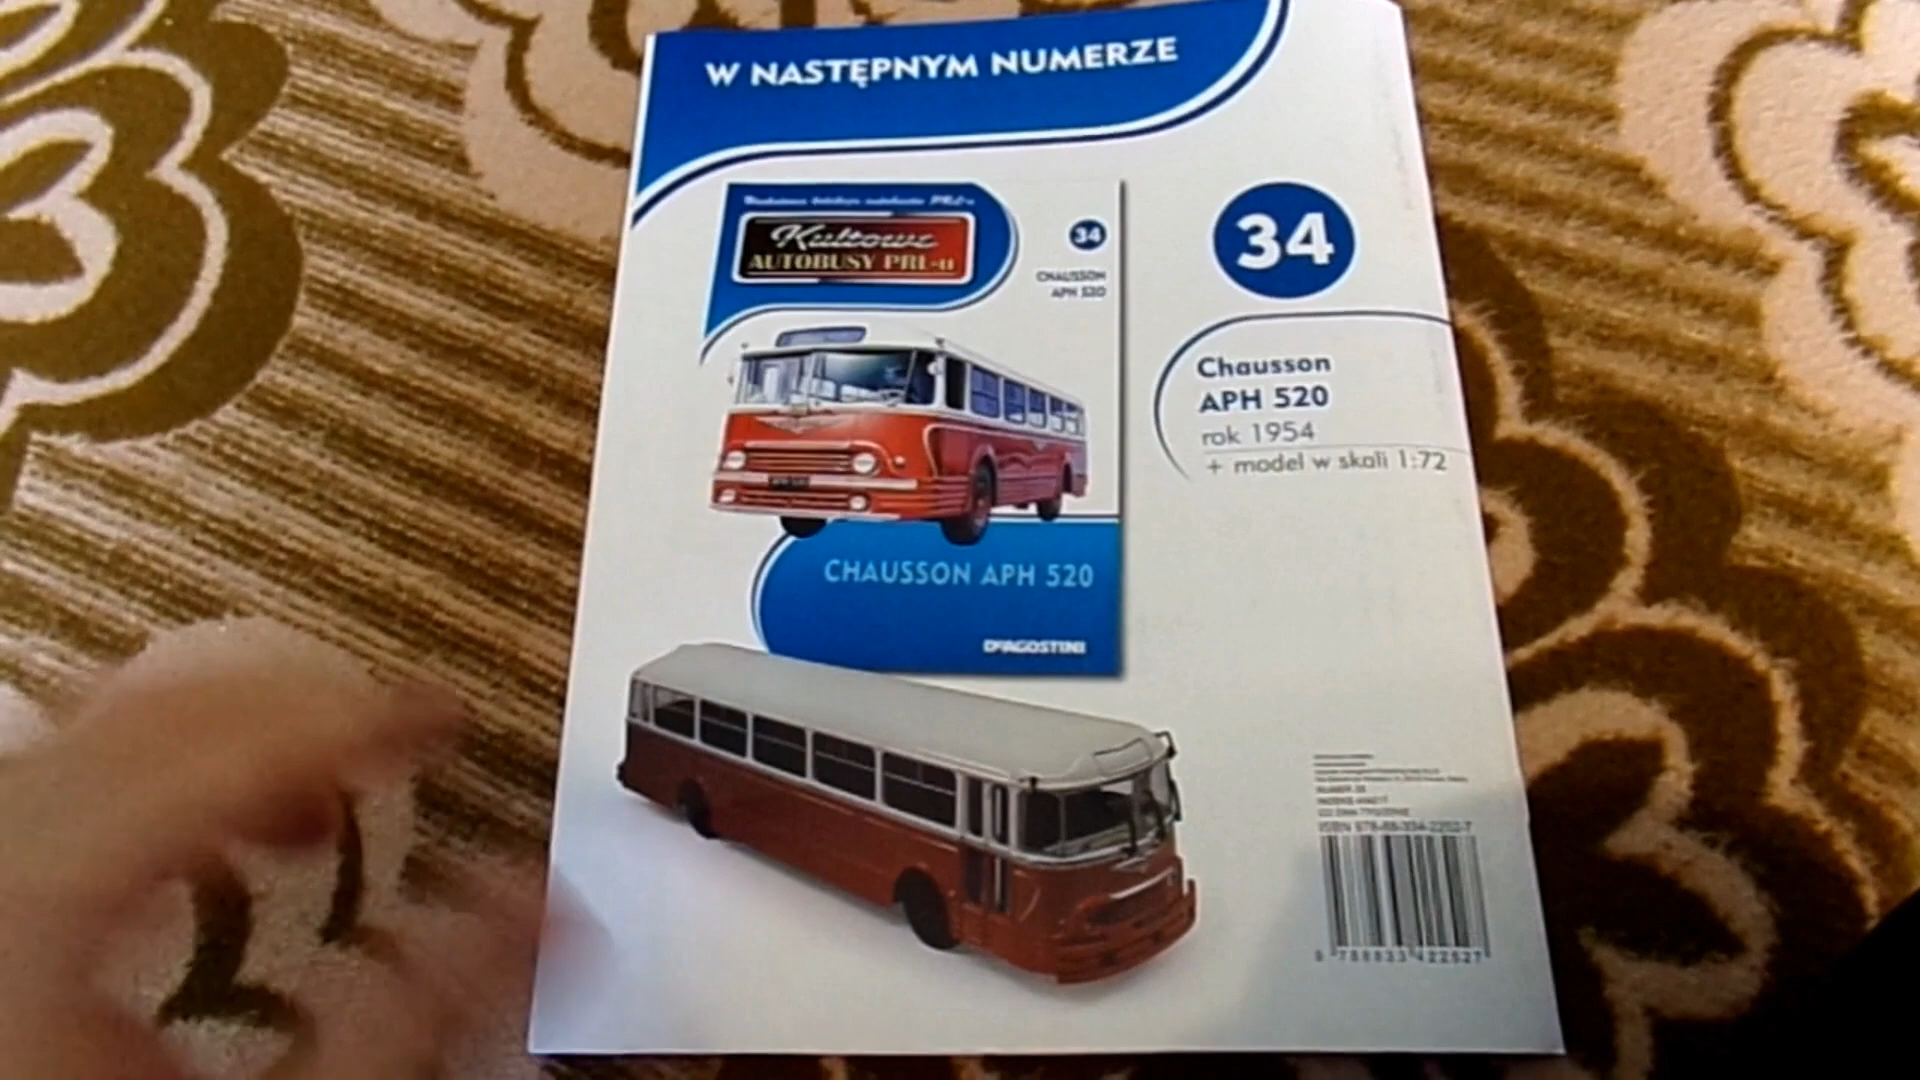 W NASTĘPNYM NUMERZE
Kultowe
AUTOBUSY PRL-u
34
CHAUSSON
APH 520
CHAUSSON APH 520
DEAGOSTINI
34
Chausson
APH 520
rok 1954
+ model w skali 1:72